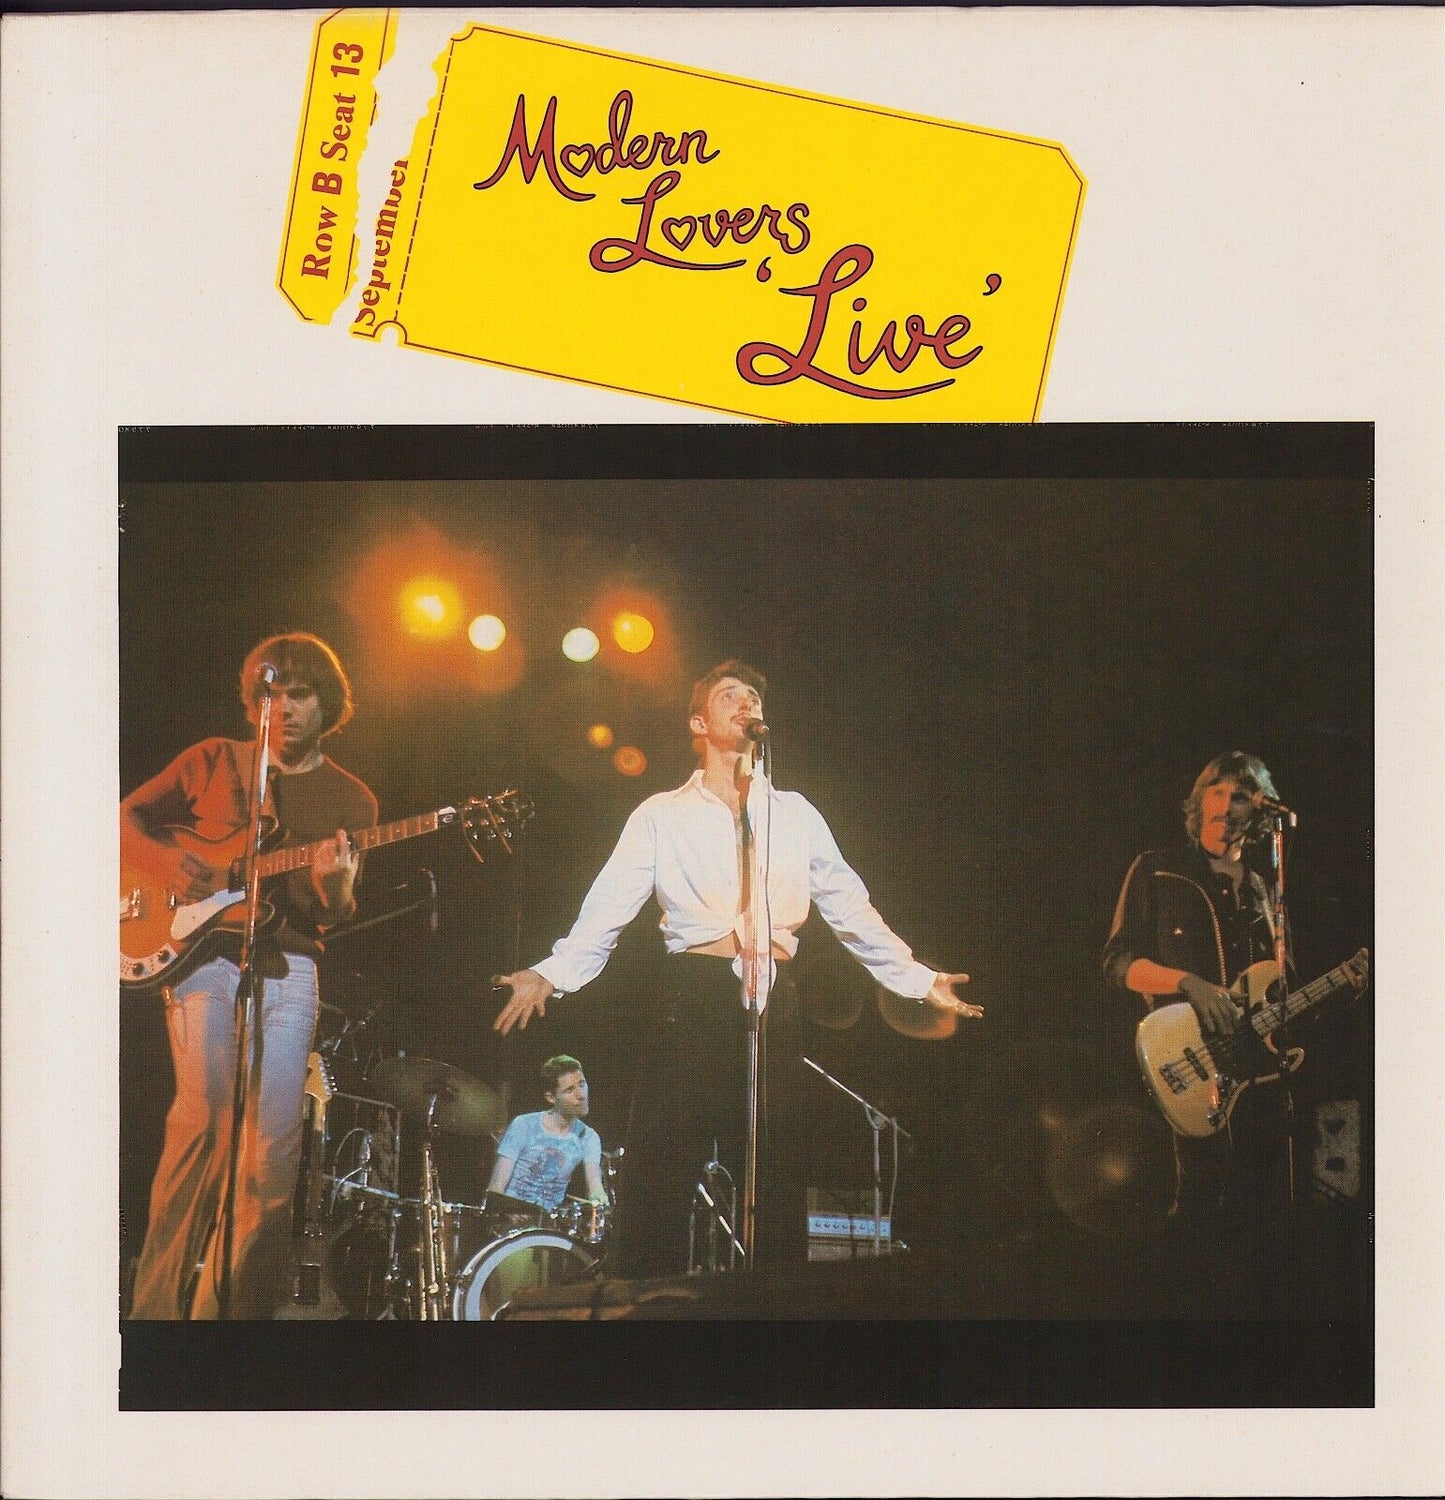 Row B Seat 13
September
Modern
Lovers
‘Live’